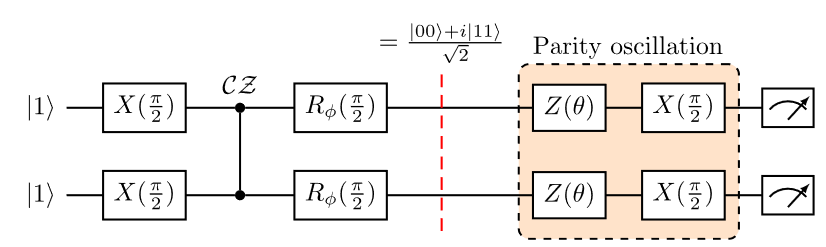 = |00⟩+i|11⟩ / √2
Parity oscillation
𝒞𝒵
|1⟩ X(π/2) R_ϕ(π/2) Z(θ) X(π/2)
|1⟩ X(π/2) R_ϕ(π/2) Z(θ) X(π/2)